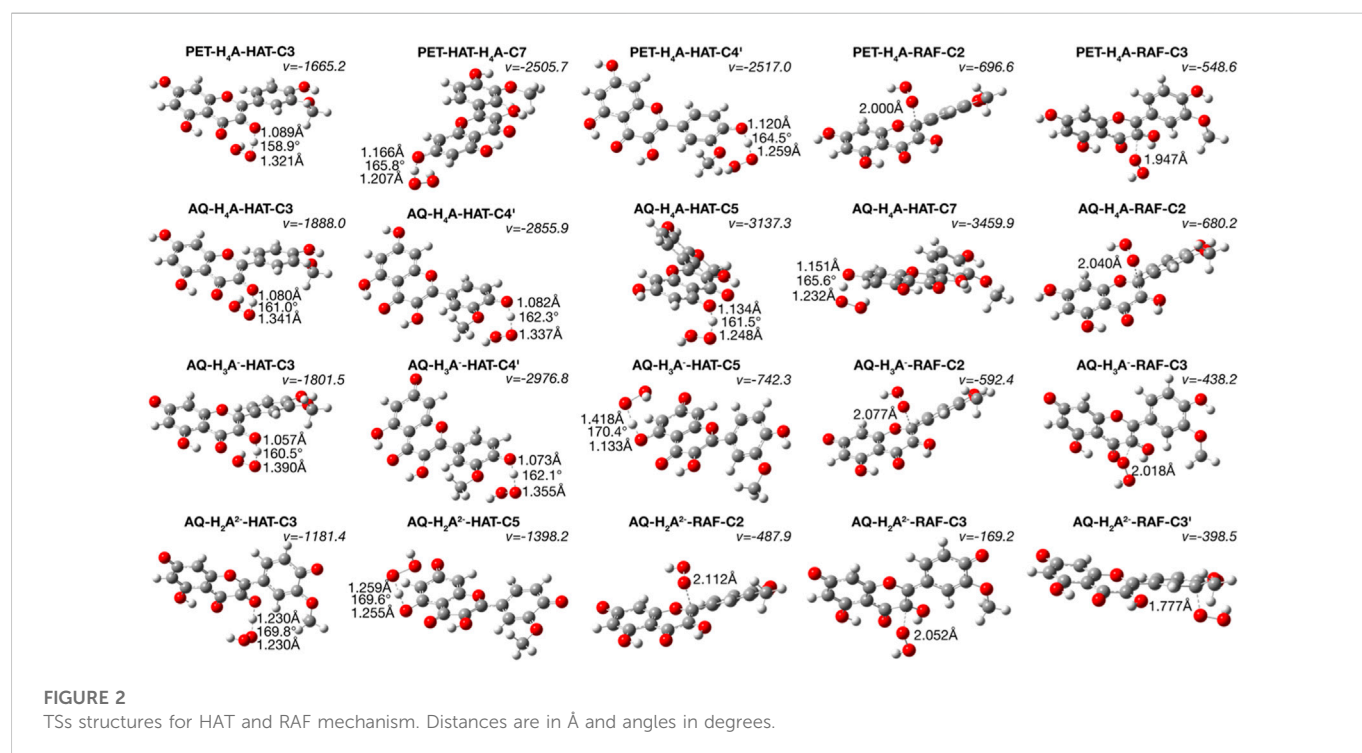 PET-H₄A-HAT-C3
ν=-1665.2
1.089Å
158.9°
1.321Å
PET-HAT-H₄A-C7
ν=-2505.7
1.166Å
165.8°
1.207Å
PET-H₄A-HAT-C4'
ν=-2517.0
1.120Å
164.5°
1.259Å
PET-H₄A-RAF-C2
ν=-696.6
2.000Å
PET-H₄A-RAF-C3
ν=-548.6
1.947Å
AQ-H₄A-HAT-C3
ν=-1888.0
1.080Å
161.0°
1.341Å
AQ-H₄A-HAT-C4'
ν=-2855.9
1.082Å
162.3°
1.337Å
AQ-H₄A-HAT-C5
ν=-3137.3
1.134Å
161.5°
1.248Å
AQ-H₄A-HAT-C7
ν=-3459.9
1.151Å
165.6°
1.232Å
AQ-H₄A-RAF-C2
ν=-680.2
2.040Å
AQ-H₃A⁻-HAT-C3
ν=-1801.5
1.057Å
160.5°
1.390Å
AQ-H₃A⁻-HAT-C4'
ν=-2976.8
1.073Å
162.1°
1.355Å
AQ-H₃A⁻-HAT-C5
ν=-742.3
1.418Å
170.4°
1.133Å
AQ-H₃A⁻-RAF-C2
ν=-592.4
2.077Å
AQ-H₃A⁻-RAF-C3
ν=-438.2
2.018Å
AQ-H₂A²⁻-HAT-C3
ν=-1181.4
1.230Å
169.8°
1.230Å
AQ-H₂A²⁻-HAT-C5
ν=-1398.2
1.259Å
169.6°
1.255Å
AQ-H₂A²⁻-RAF-C2
ν=-487.9
2.112Å
AQ-H₂A²⁻-RAF-C3
ν=-169.2
2.052Å
AQ-H₂A²⁻-RAF-C3'
ν=-398.5
1.777Å
FIGURE 2
TSs structures for HAT and RAF mechanism. Distances are in Å and angles in degrees.